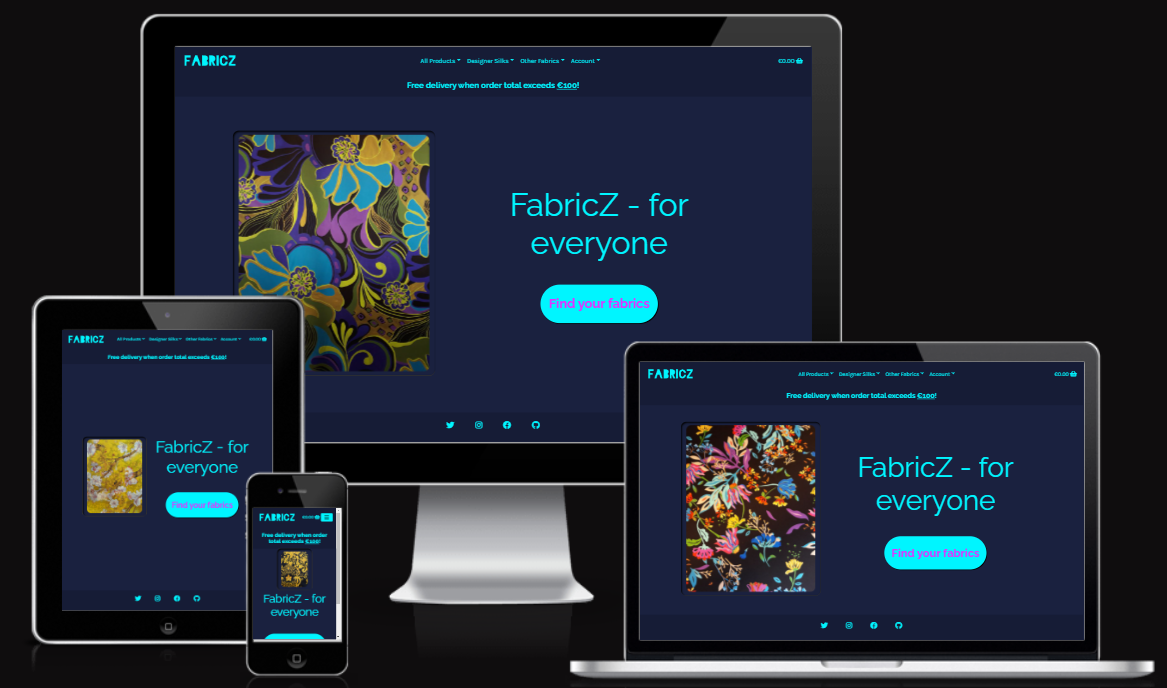 FABRICZ
All Products Designer Silks Other Fabrics Account
€0.00
Free delivery when order total exceeds €100!
FabricZ - for
everyone
Find your fabrics
FABRICZ
All Products Designer Silks Other Fabrics Account
€0.00
Free delivery when order total exceeds €100!
FabricZ - for
everyone
Find your fabrics
FABRICZ
€0.00
Free delivery when order
total exceeds €100!
FabricZ - for
everyone
FABRICZ
All Products Designer Silks Other Fabrics Account
€0.00
Free delivery when order total exceeds €100!
FabricZ - for
everyone
Find your fabrics